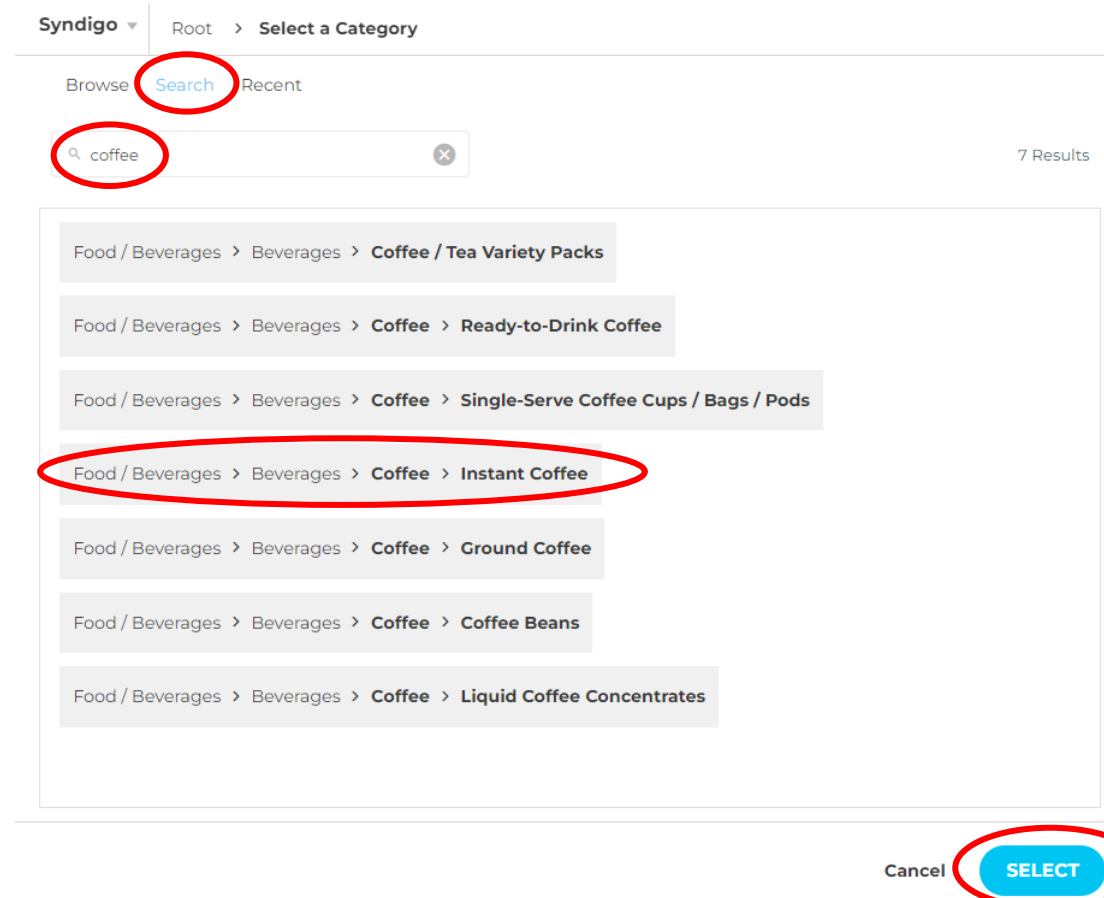 Syndigo Root > Select a Category
Browse Search Recent
coffee 7 Results
Food / Beverages > Beverages > Coffee / Tea Variety Packs
Food / Beverages > Beverages > Coffee > Ready-to-Drink Coffee
Food / Beverages > Beverages > Coffee > Single-Serve Coffee Cups / Bags / Pods
Food / Beverages > Beverages > Coffee > Instant Coffee
Food / Beverages > Beverages > Coffee > Ground Coffee
Food / Beverages > Beverages > Coffee > Coffee Beans
Food / Beverages > Beverages > Coffee > Liquid Coffee Concentrates
Cancel SELECT